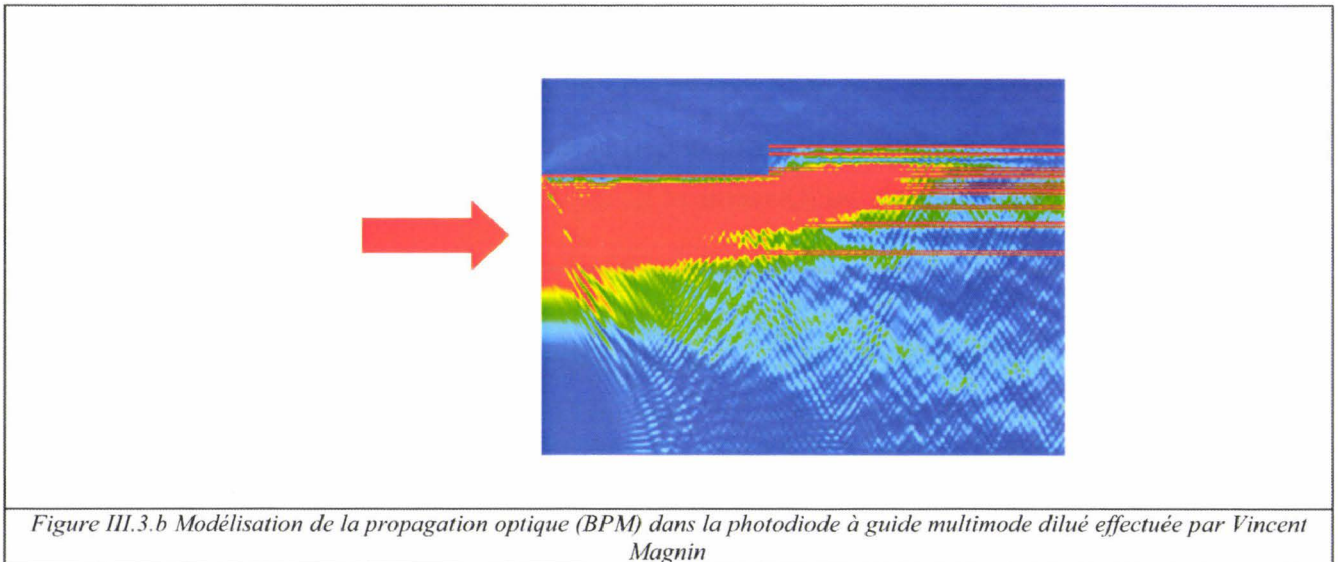 Figure III.3.b Modélisation de la propagation optique (BPM) dans la photodiode à guide multimode dilué effectuée par Vincent
Magnin